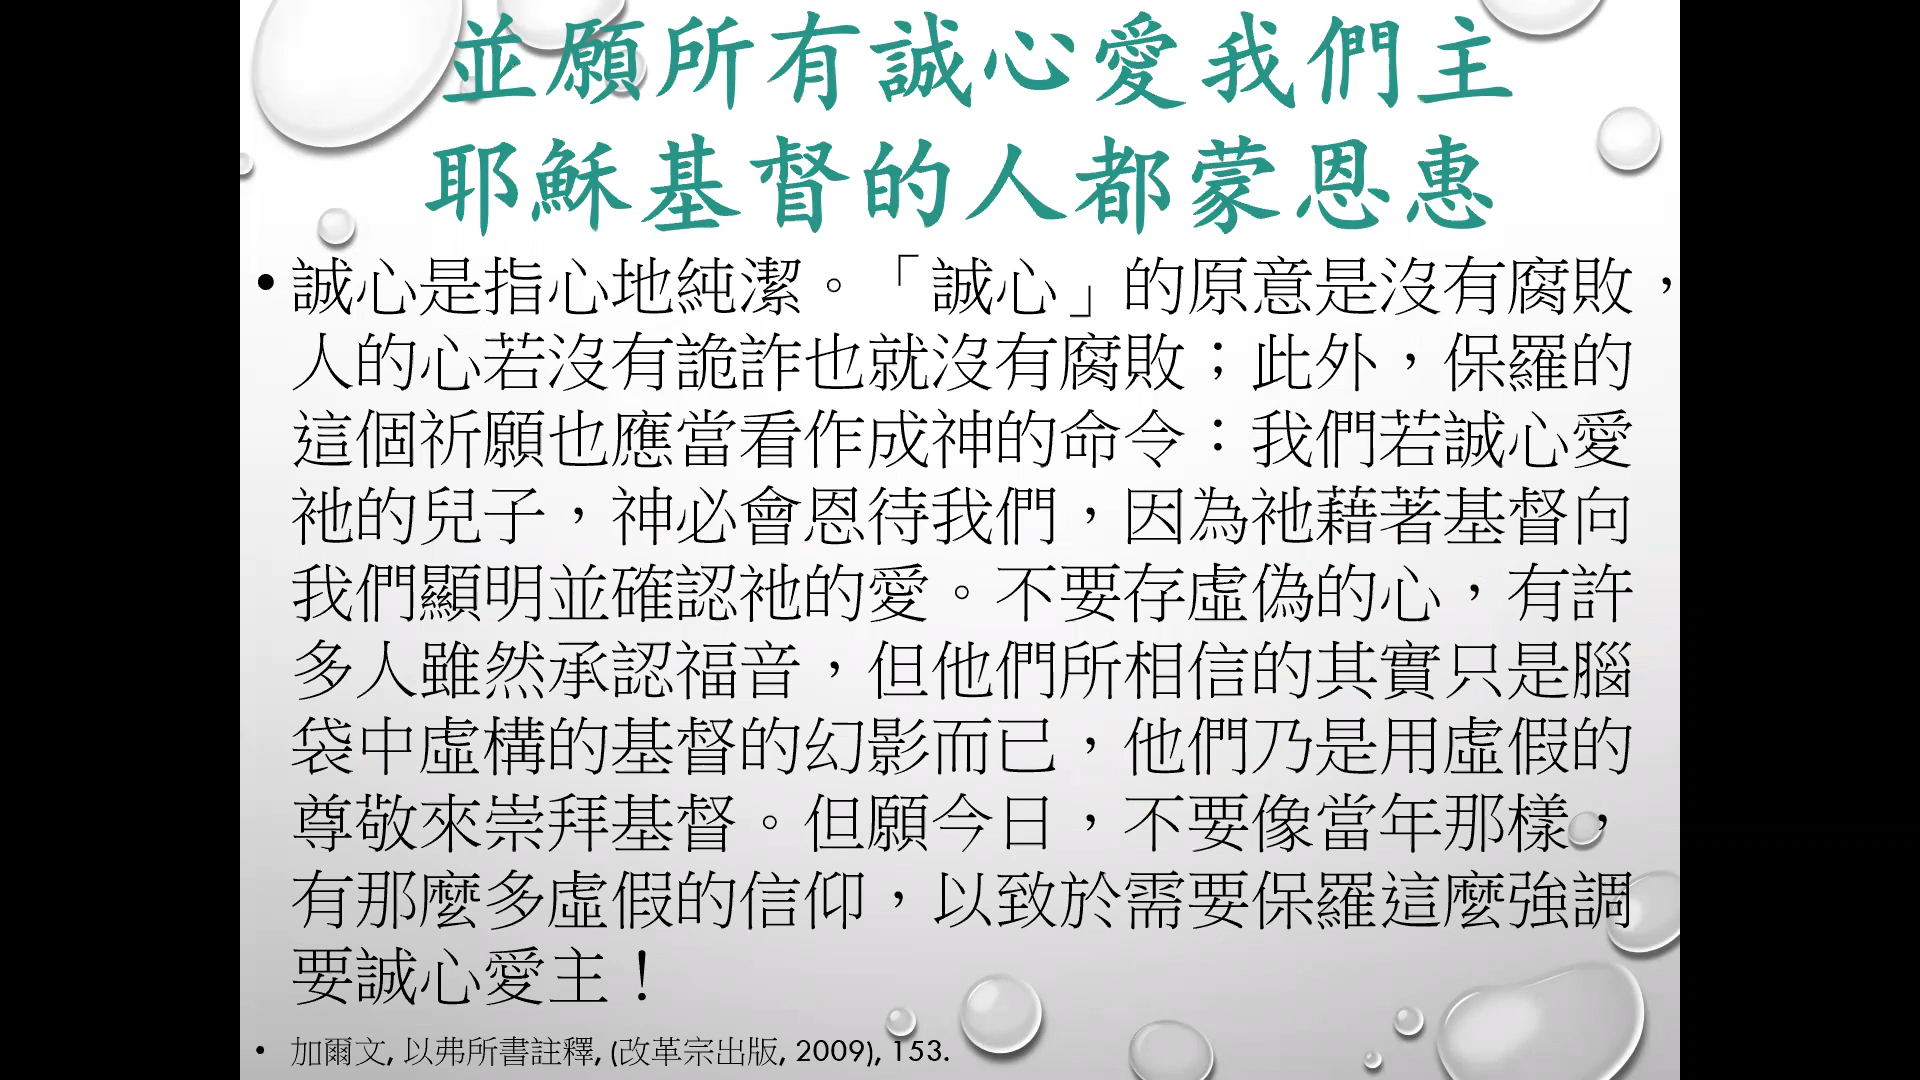 並願所有誠心愛我們主
耶穌基督的人都蒙恩惠
• 誠心是指心地純潔。「誠心」的原意是沒有腐敗，
人的心若沒有詭詐也就沒有腐敗；此外，保羅的
這個祈願也應當看作成神的命令：我們若誠心愛
祂的兒子，神必會恩待我們，因為祂藉著基督向
我們顯明並確認祂的愛。不要存虛偽的心，有許
多人雖然承認福音，但他們所相信的其實只是腦
袋中虛構的基督的幻影而已，他們乃是用虛假的
尊敬來崇拜基督。但願今日，不要像當年那樣，
有那麼多虛假的信仰，以致於需要保羅這麼強調
要誠心愛主！
• 加爾文, 以弗所書註釋, (改革宗出版, 2009), 153.